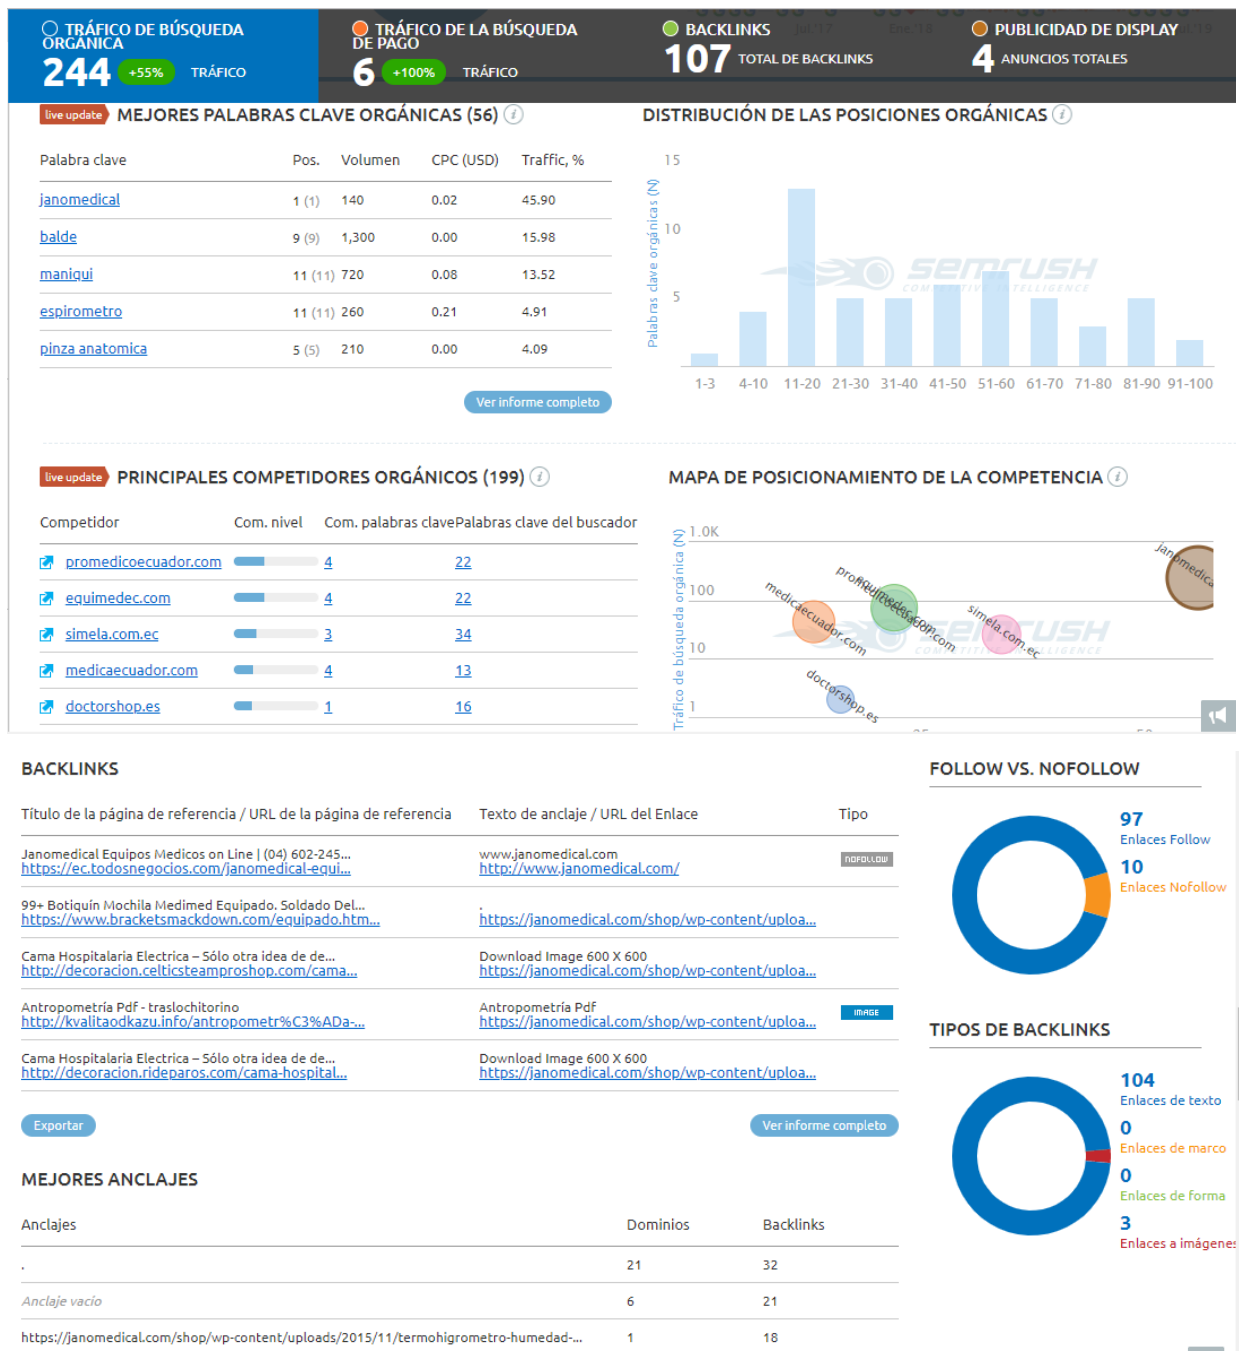 TRÁFICO DE BÚSQUEDA ORGÁNICA
244 +55% TRÁFICO
TRÁFICO DE LA BÚSQUEDA DE PAGO
6 +100% TRÁFICO
BACKLINKS
107 TOTAL DE BACKLINKS
PUBLICIDAD DE DISPLAY
4 ANUNCIOS TOTALES
live update MEJORES PALABRAS CLAVE ORGÁNICAS (56) i
Palabra clave Pos. Volumen CPC (USD) Traffic, %
janomedical 1 (1) 140 0.02 45.90
balde 9 (9) 1,300 0.00 15.98
maniqui 11 (11) 720 0.08 13.52
espirometro 11 (11) 260 0.21 4.91
pinza anatomica 5 (5) 210 0.00 4.09
Ver informe completo
DISTRIBUCIÓN DE LAS POSICIONES ORGÁNICAS i
Palabras clave orgánicas (N)
15
10
5
SEMRUSH
COMPETITIVE INTELLIGENCE
1-3 4-10 11-20 21-30 31-40 41-50 51-60 61-70 71-80 81-90 91-100
live update PRINCIPALES COMPETIDORES ORGÁNICOS (199) i
Competidor Com. nivel Com. palabras clave Palabras clave del buscador
promedicoecuador.com 4 22
equimedec.com 4 22
simela.com.ec 3 34
medicaecuador.com 4 13
doctorshop.es 1 16
MAPA DE POSICIONAMIENTO DE LA COMPETENCIA i
Tráfico de búsqueda orgánica (N)
1.0K
100
10
1
janomedica
promedicoecuador.com
equimedec.com
medicaecuador.com
simela.com.ec
doctorshop.es
SEMRUSH
COMPETITIVE INTELLIGENCE
25 50
BACKLINKS
Título de la página de referencia / URL de la página de referencia Texto de anclaje / URL del Enlace Tipo
Janomedical Equipos Medicos on Line | (04) 602-245... www.janomedical.com NOFOLLOW
https://ec.todosnegocios.com/janomedical-equi... http://www.janomedical.com/
99+ Botiquín Mochila Medimed Equipado. Soldado Del... .
https://www.bracketsmackdown.com/equipado.htm... https://janomedical.com/shop/wp-content/uploa...
Cama Hospitalaria Electrica – Sólo otra idea de de... Download Image 600 X 600
http://decoracion.celticsteamproshop.com/cama... https://janomedical.com/shop/wp-content/uploa...
Antropometría Pdf - traslochitorino Antropometría Pdf IMAGE
http://kvalitaodkazu.info/antropometr%C3%ADa-... https://janomedical.com/shop/wp-content/uploa...
Cama Hospitalaria Electrica – Sólo otra idea de de... Download Image 600 X 600
http://decoracion.rideparos.com/cama-hospital... https://janomedical.com/shop/wp-content/uploa...
Exportar Ver informe completo
FOLLOW VS. NOFOLLOW
97
Enlaces Follow
10
Enlaces Nofollow
TIPOS DE BACKLINKS
104
Enlaces de texto
0
Enlaces de marco
0
Enlaces de forma
3
Enlaces a imágenes
MEJORES ANCLAJES
Anclajes Dominios Backlinks
. 21 32
Anclaje vacío 6 21
https://janomedical.com/shop/wp-content/uploads/2015/11/termohigrometro-humedad-... 1 18